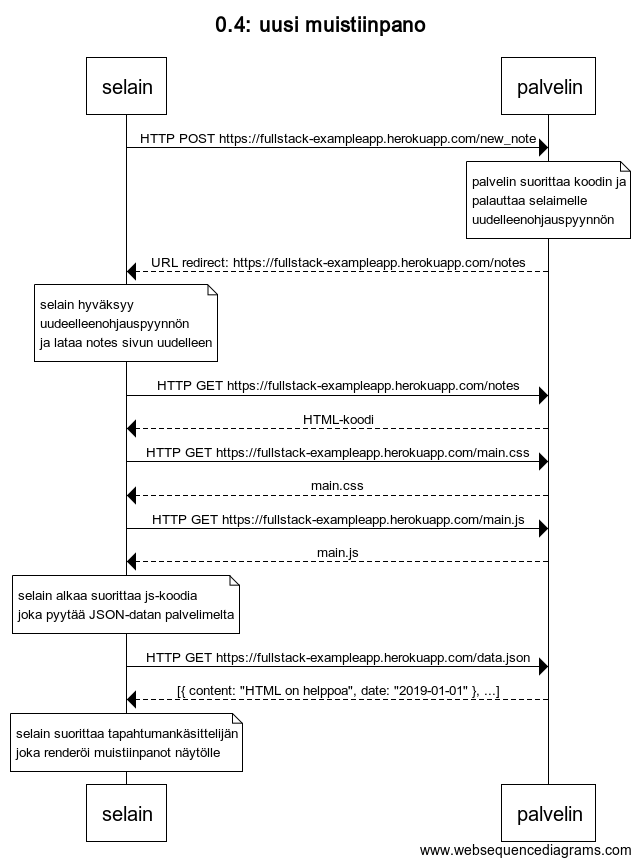 0.4: uusi muistiinpano
selain
palvelin
HTTP POST https://fullstack-exampleapp.herokuapp.com/new_note
palvelin suorittaa koodin ja
palauttaa selaimelle
uudelleenohjauspyynnön
URL redirect: https://fullstack-exampleapp.herokuapp.com/notes
selain hyväksyy
uudeelleenohjauspyynnön
ja lataa notes sivun uudelleen
HTTP GET https://fullstack-exampleapp.herokuapp.com/notes
HTML-koodi
HTTP GET https://fullstack-exampleapp.herokuapp.com/main.css
main.css
HTTP GET https://fullstack-exampleapp.herokuapp.com/main.js
main.js
selain alkaa suorittaa js-koodia
joka pyytää JSON-datan palvelimelta
HTTP GET https://fullstack-exampleapp.herokuapp.com/data.json
[{ content: "HTML on helppoa", date: "2019-01-01" }, ...]
selain suorittaa tapahtumankäsittelijän
joka renderöi muistiinpanot näytölle
selain
palvelin
www.websequencediagrams.com